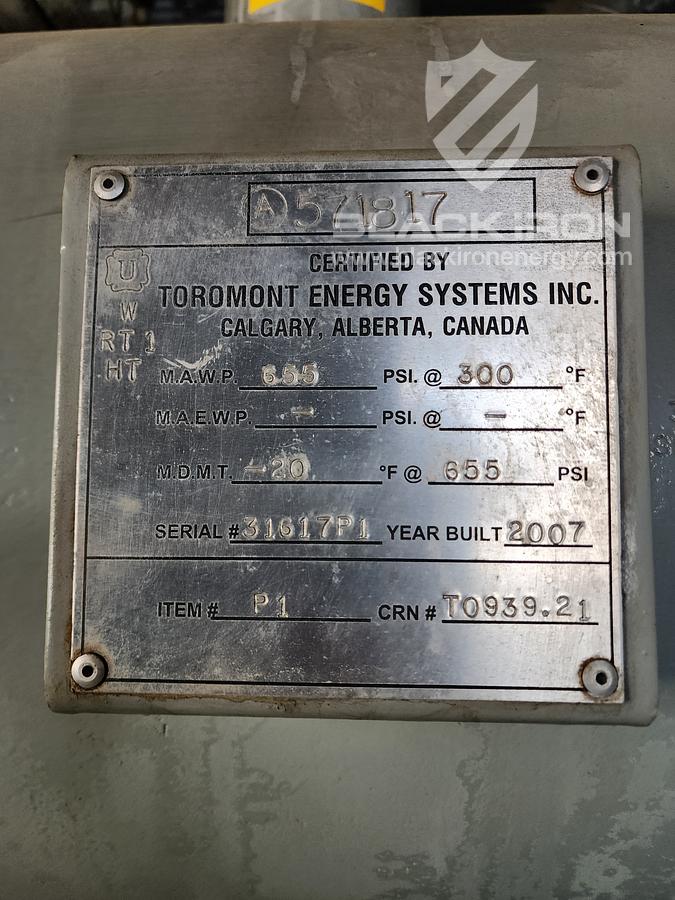 A 571817
BLACK IRON
www.blackironenergy.com
U
W
RT 1
HT
CERTIFIED BY
TOROMONT ENERGY SYSTEMS INC.
CALGARY, ALBERTA, CANADA
M.A.W.P. 655 PSI. @ 300 °F
M.A.E.W.P. - PSI. @ - °F
M.D.M.T. -20 °F @ 655 PSI
SERIAL # 31617P1 YEAR BUILT 2007
ITEM # P1 CRN # T0939.21